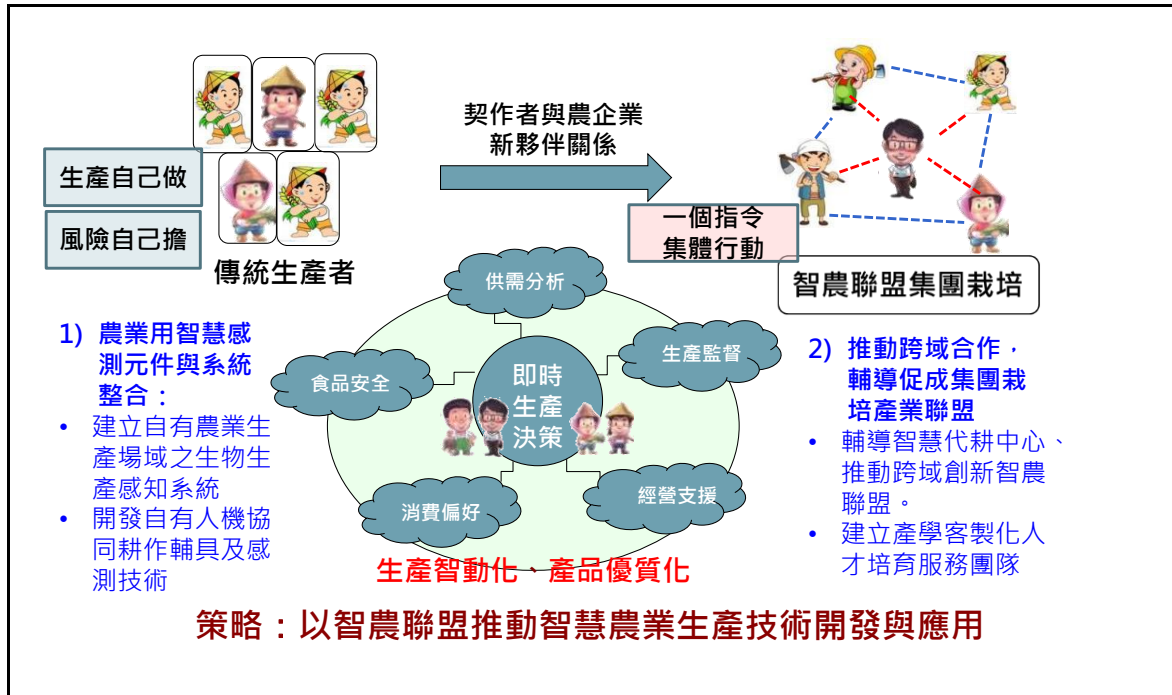 生產自己做
風險自己擔
傳統生產者
契作者與農企業
新夥伴關係
一個指令
集體行動
智農聯盟集團栽培
供需分析
食品安全
生產監督
即時
生產
決策
消費偏好
經營支援
生產智動化、產品優質化
1) 農業用智慧感
測元件與系統
整合：
• 建立自有農業生
產場域之生物生
產感知系統
• 開發自有人機協
同耕作輔具及感
測技術
2) 推動跨域合作，
輔導促成集團栽
培產業聯盟
• 輔導智慧代耕中心、
推動跨域創新智農
聯盟。
• 建立產學客製化人
才培育服務團隊
策略：以智農聯盟推動智慧農業生產技術開發與應用